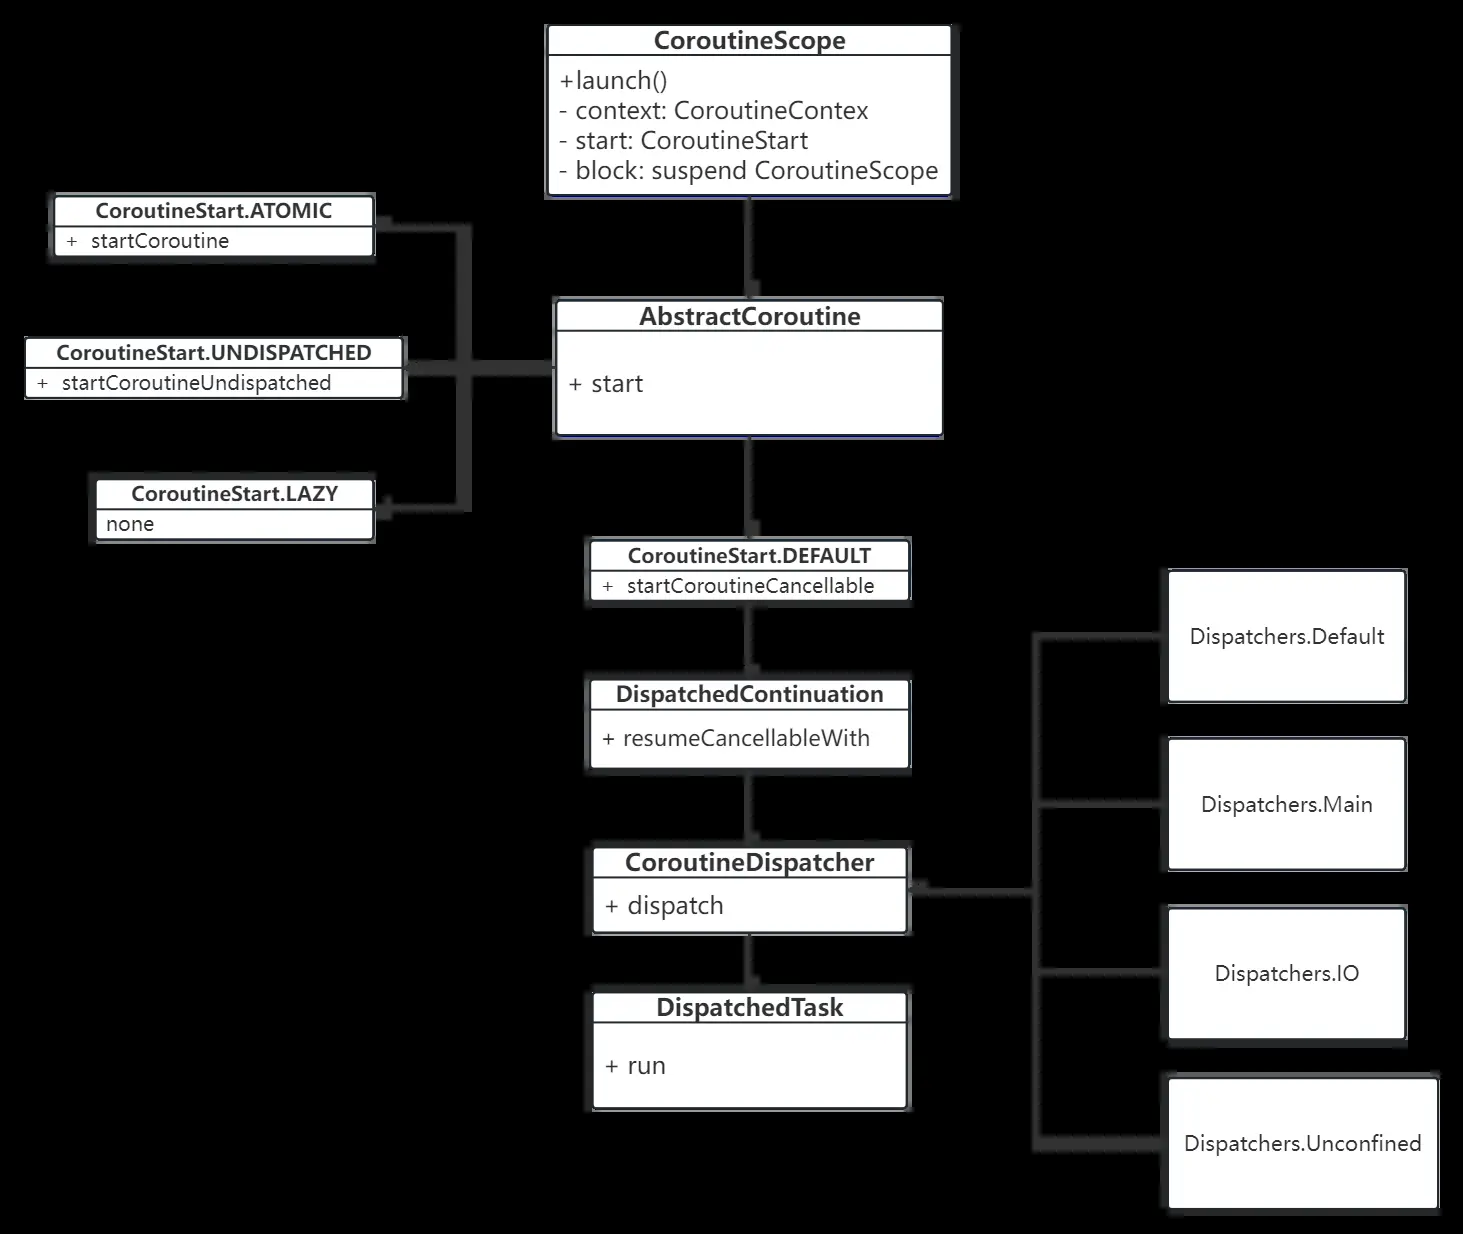 CoroutineScope
+launch()
- context: CoroutineContex
- start: CoroutineStart
- block: suspend CoroutineScope
CoroutineStart.ATOMIC
+ startCoroutine
AbstractCoroutine
+ start
CoroutineStart.UNDISPATCHED
+ startCoroutineUndispatched
CoroutineStart.LAZY
none
CoroutineStart.DEFAULT
+ startCoroutineCancellable
DispatchedContinuation
+ resumeCancellableWith
CoroutineDispatcher
+ dispatch
DispatchedTask
+ run
Dispatchers.Default
Dispatchers.Main
Dispatchers.IO
Dispatchers.Unconfined